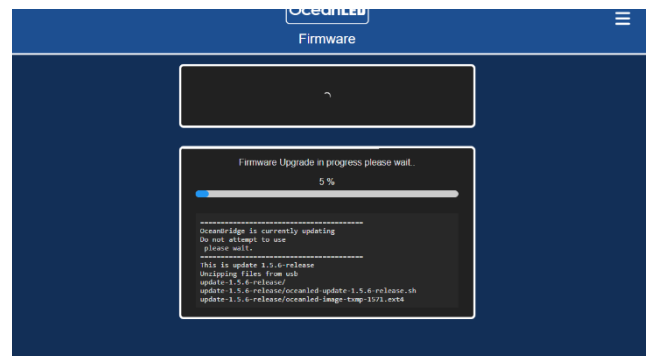 OceanLED
Firmware
Firmware Upgrade in progress please wait..
5 %
========================================
OceanBridge is currently updating
Do not attempt to use
please wait.
========================================
This is update 1.5.6-release
Unzipping files from usb
update-1.5.6-release/
update-1.5.6-release/oceanled-update-1.5.6-release.sh
update-1.5.6-release/oceanled-image-txmp-1571.ext4